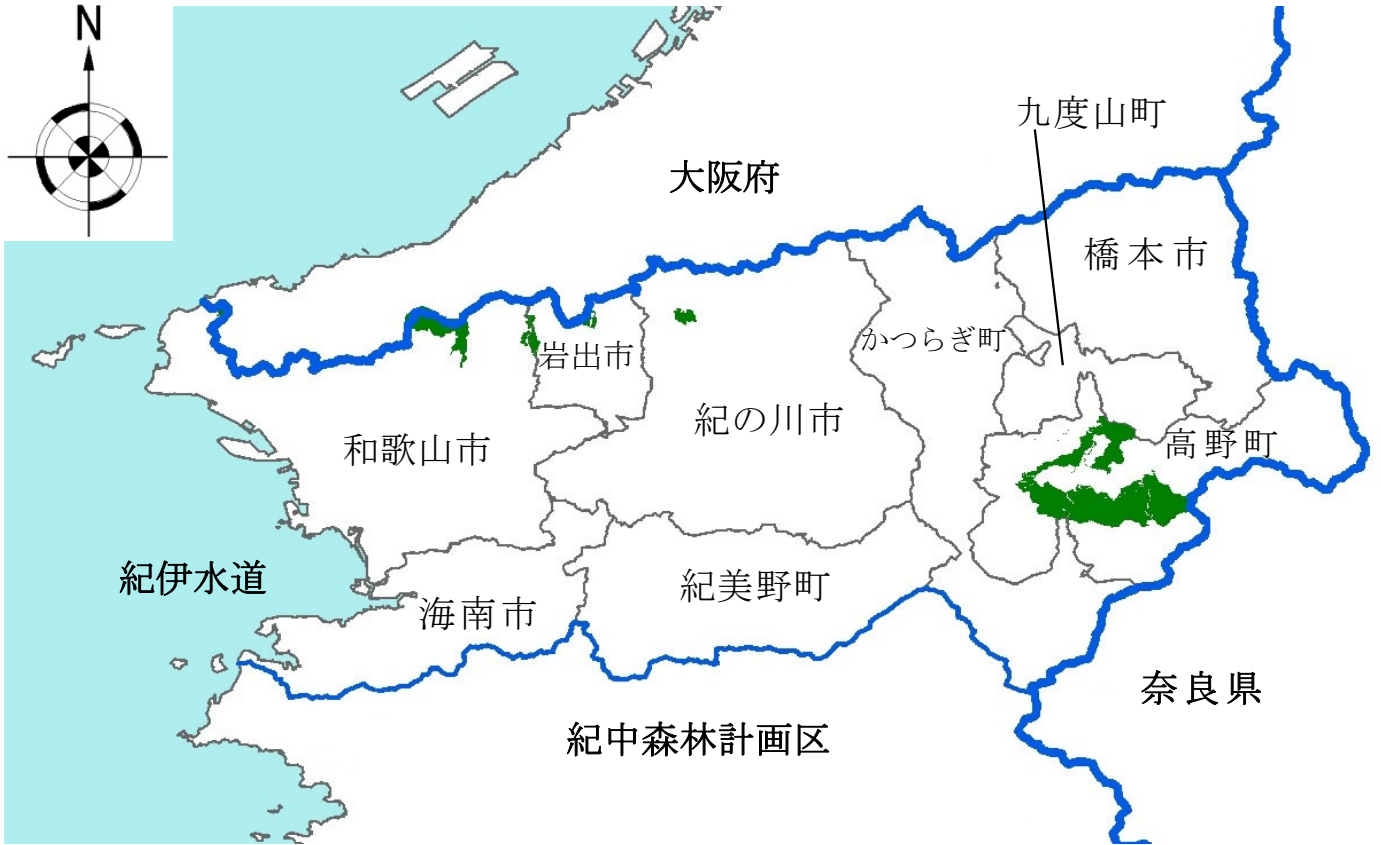 N
九度山町
大阪府
橋本市
かつらぎ町
岩出市
紀の川市
和歌山市
高野町
紀伊水道
紀美野町
海南市
奈良県
紀中森林計画区